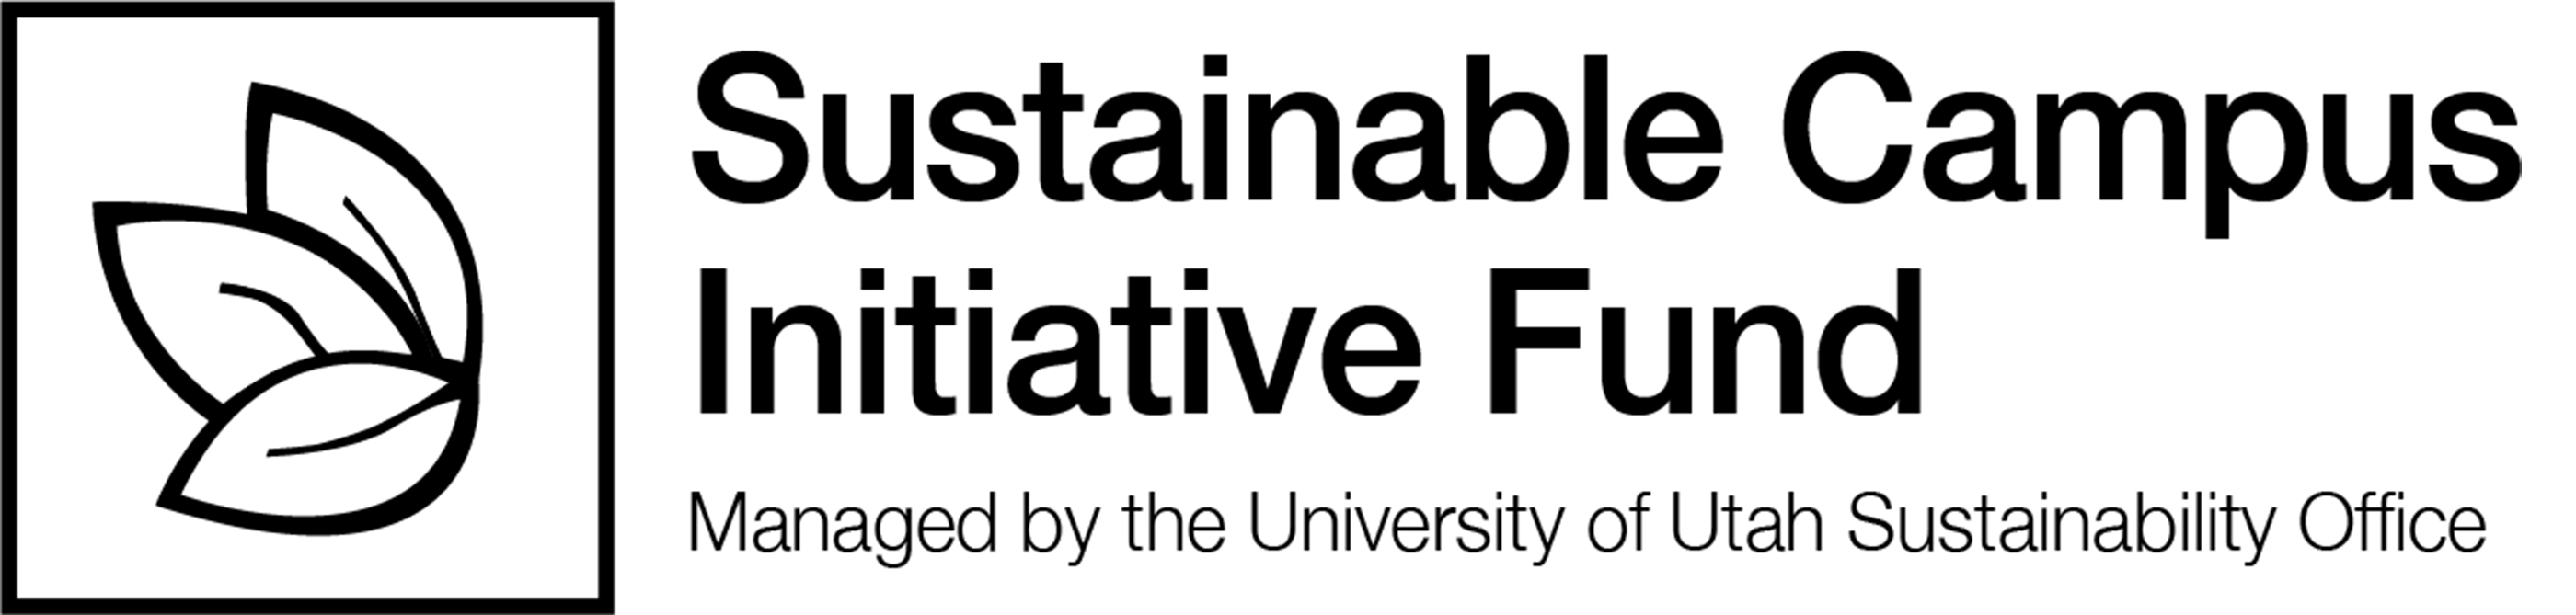 Sustainable Campus
Initiative Fund
Managed by the University of Utah Sustainability Office